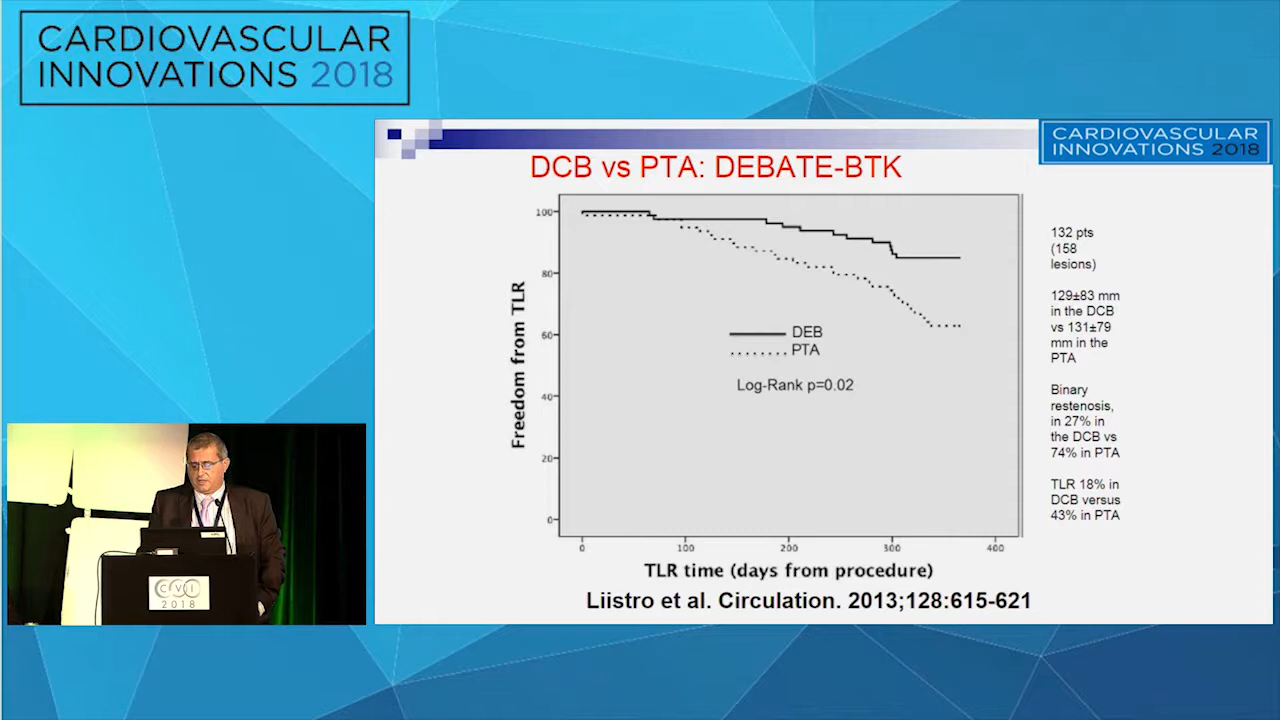 CARDIOVASCULAR
INNOVATIONS 2018
CARDIOVASCULAR
INNOVATIONS 2018
DCB vs PTA: DEBATE-BTK
100
80
60
40
20
0
Freedom from TLR
DEB
PTA
Log-Rank p=0.02
0
100
200
300
400
TLR time (days from procedure)
Liistro et al. Circulation. 2013;128:615-621
132 pts
(158
lesions)
129±83 mm
in the DCB
vs 131±79
mm in the
PTA
Binary
restenosis,
in 27% in
the DCB vs
74% in PTA
TLR 18% in
DCB versus
43% in PTA
CVI
2018